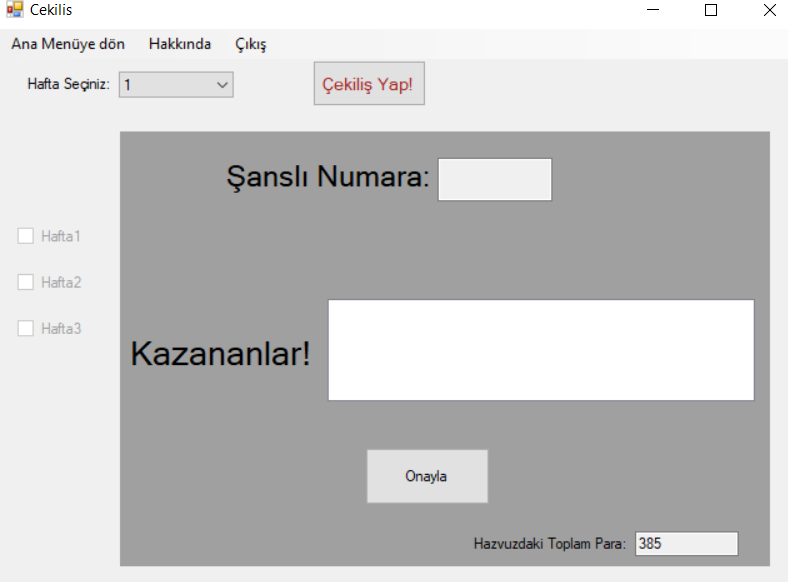 Cekilis
Ana Menüye dön Hakkında Çıkış
Hafta Seçiniz: 1 Çekiliş Yap!
Şanslı Numara:
Hafta1
Hafta2
Hafta3
Kazananlar!
Onayla
Hazvuzdaki Toplam Para: 385